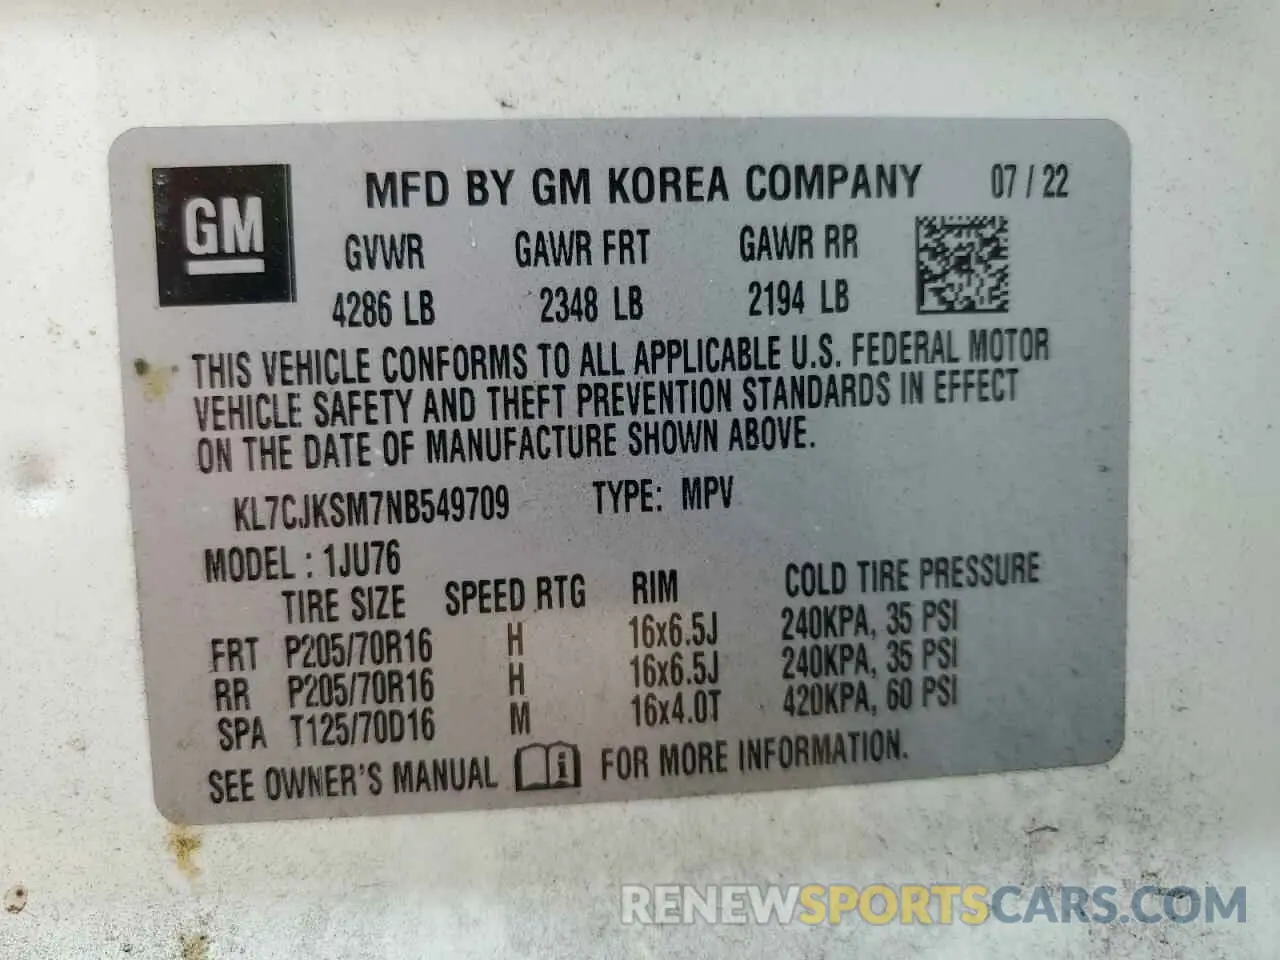 GM
MFD BY GM KOREA COMPANY 07 / 22
GVWR GAWR FRT GAWR RR
4286 LB 2348 LB 2194 LB
THIS VEHICLE CONFORMS TO ALL APPLICABLE U.S. FEDERAL MOTOR
VEHICLE SAFETY AND THEFT PREVENTION STANDARDS IN EFFECT
ON THE DATE OF MANUFACTURE SHOWN ABOVE.
KL7CJKSM7NB549709 TYPE: MPV
MODEL : 1JU76
TIRE SIZE SPEED RTG RIM COLD TIRE PRESSURE
FRT P205/70R16 H 16x6.5J 240KPA, 35 PSI
RR P205/70R16 H 16x6.5J 240KPA, 35 PSI
SPA T125/70D16 M 16x4.0T 420KPA, 60 PSI
SEE OWNER'S MANUAL i FOR MORE INFORMATION.
RENEWSPORTSCARS.COM